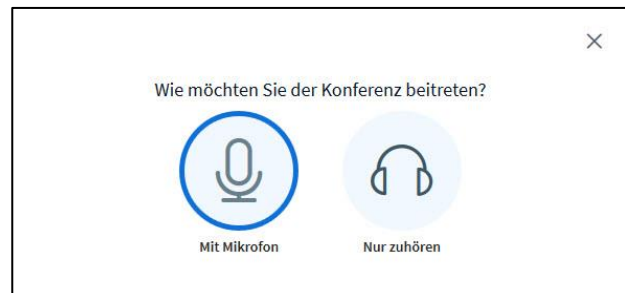 Wie möchten Sie der Konferenz beitreten?
Mit Mikrofon
Nur zuhören